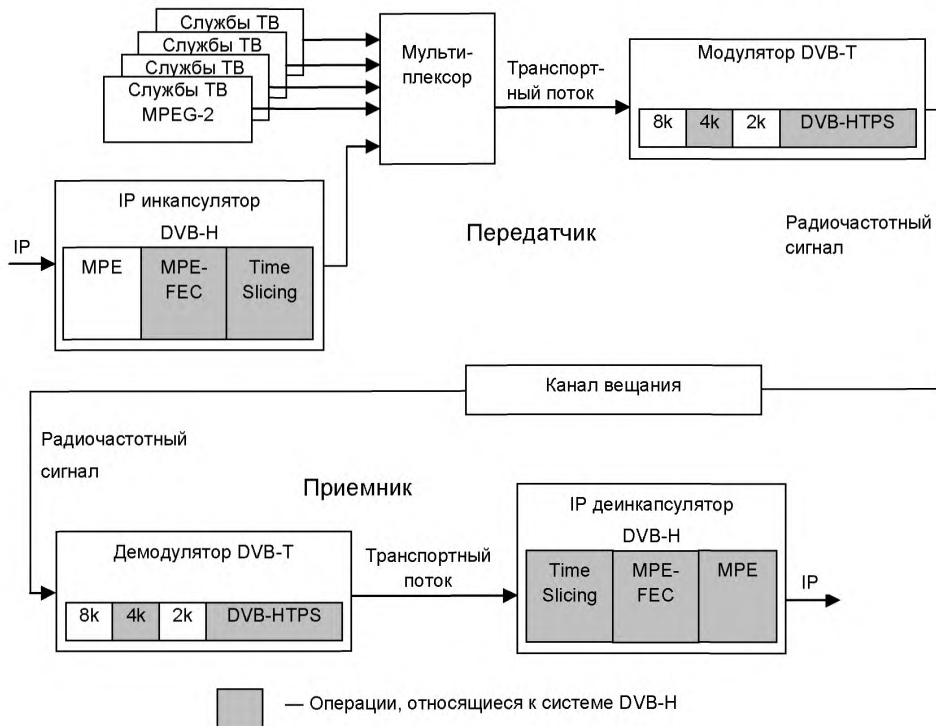 Службы ТВ
Службы ТВ
Службы ТВ
Службы ТВ
MPEG-2
Мульти-
плексор
Транспорт-
ный поток
Модулятор DVB-T
8k 4k 2k DVB-HTPS
IP
IP инкапсулятор
DVB-H
MPE
MPE-
FEC
Time
Slicing
Передатчик
Радиочастотный
сигнал
Канал вещания
Радиочастотный
сигнал
Приемник
Демодулятор DVB-T
8k 4k 2k DVB-HTPS
Транспортный
поток
IP деинкапсулятор
DVB-H
Time
Slicing
MPE-
FEC
MPE
IP
— Операции, относящиеся к системе DVB-H